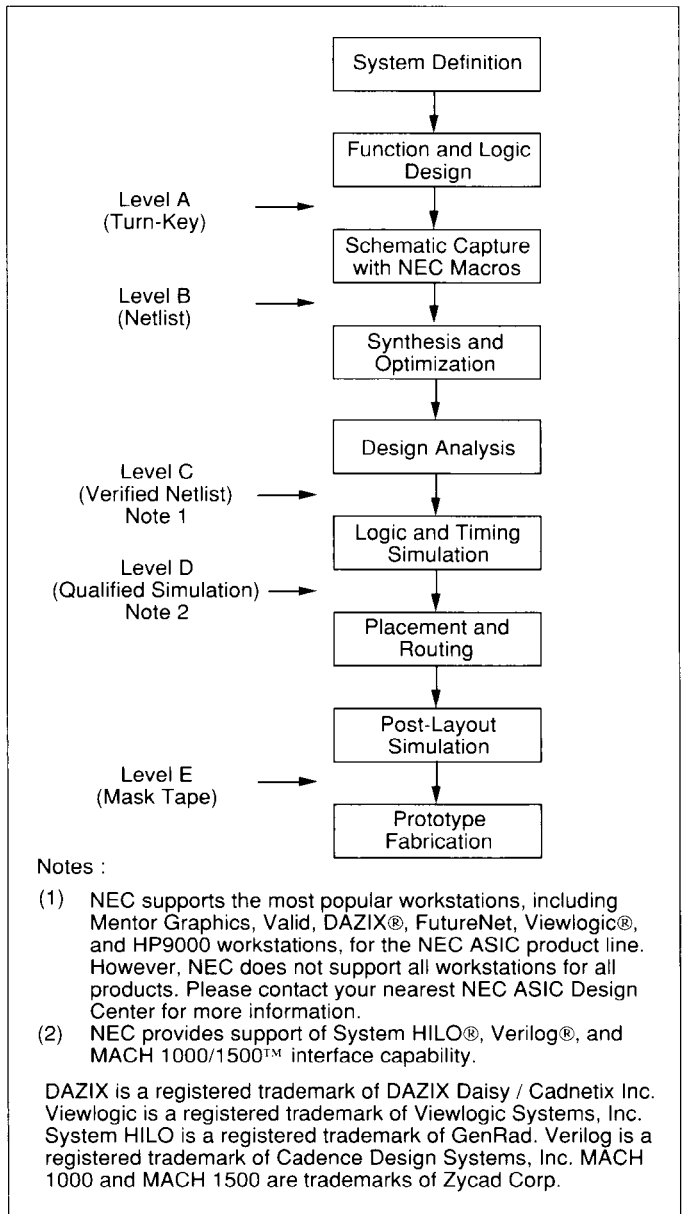 System Definition
Function and Logic
Design
Level A
(Turn-Key)
Schematic Capture
with NEC Macros
Level B
(Netlist)
Synthesis and
Optimization
Design Analysis
Level C
(Verified Netlist)
Note 1
Logic and Timing
Simulation
Level D
(Qualified Simulation)
Note 2
Placement and
Routing
Post-Layout
Simulation
Level E
(Mask Tape)
Prototype
Fabrication
Notes :
(1) NEC supports the most popular workstations, including
Mentor Graphics, Valid, DAZIX®, FutureNet, Viewlogic®,
and HP9000 workstations, for the NEC ASIC product line.
However, NEC does not support all workstations for all
products. Please contact your nearest NEC ASIC Design
Center for more information.
(2) NEC provides support of System HILO®, Verilog®, and
MACH 1000/1500™ interface capability.
DAZIX is a registered trademark of DAZIX Daisy / Cadnetix Inc.
Viewlogic is a registered trademark of Viewlogic Systems, Inc.
System HILO is a registered trademark of GenRad. Verilog is a
registered trademark of Cadence Design Systems, Inc. MACH
1000 and MACH 1500 are trademarks of Zycad Corp.